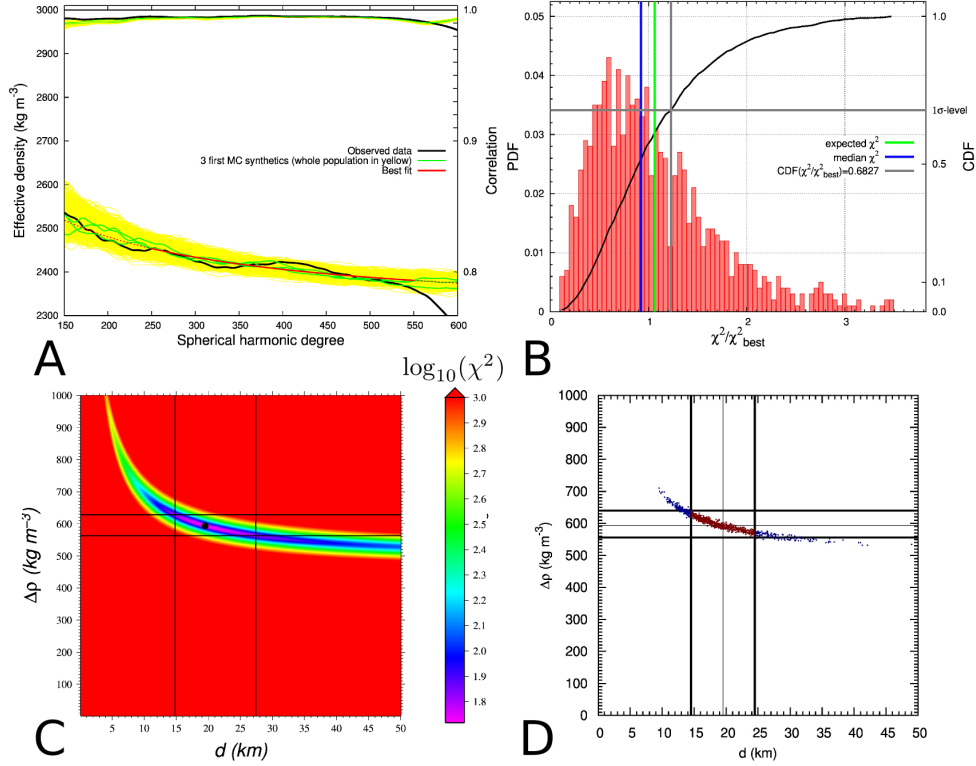 3000
2900
2800
2700
2600
2500
2400
2300
Effective density (kg m⁻³)
1.0
0.9
0.8
Correlation
Observed data
3 first MC synthetics (whole population in yellow)
Best fit
150 200 250 300 350 400 450 500 550 600
Spherical harmonic degree
A
0.05
0.04
0.03
0.02
0.01
0
PDF
1.0
1σ-level
0.5
0.1
0.0
CDF
expected χ²
median χ²
CDF(χ²/χ²best)=0.6827
0 1 2 3
χ²/χ²best
B
log₁₀(χ²)
1000
900
800
700
600
500
400
300
200
100
Δρ (kg m⁻³)
5 10 15 20 25 30 35 40 45 50
d (km)
C
3.0
2.9
2.8
2.7
2.6
2.5
2.4
2.3
2.2
2.1
2.0
1.9
1.8
1000
900
800
700
600
500
400
300
200
100
0
Δρ (kg m⁻³)
0 5 10 15 20 25 30 35 40 45 50
d (km)
D